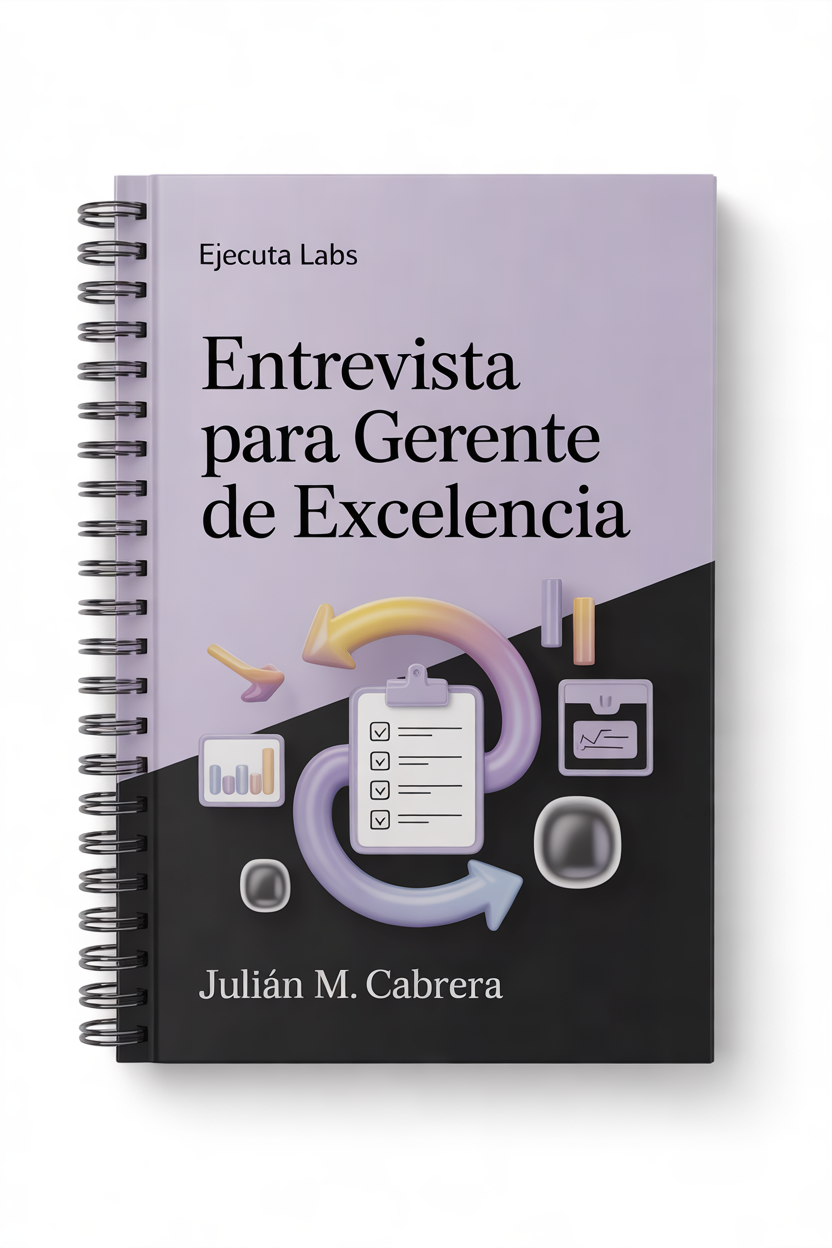 Ejecuta Labs
Entrevista
para Gerente
de Excelencia
Julián M. Cabrera